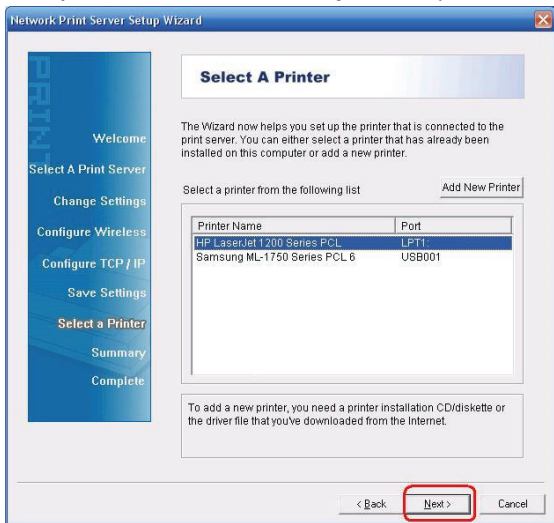 Network Print Server Setup Wizard
PRINT
Welcome
Select A Print Server
Change Settings
Configure Wireless
Configure TCP / IP
Save Settings
Select a Printer
Summary
Complete
Select A Printer
The Wizard now helps you set up the printer that is connected to the
print server. You can either select a printer that has already been
installed on this computer or add a new printer.
Select a printer from the following list
Add New Printer
Printer Name Port
HP LaserJet 1200 Series PCL LPT1:
Samsung ML-1750 Series PCL 6 USB001
To add a new printer, you need a printer installation CD/diskette or
the driver file that you've downloaded from the Internet.
< Back Next > Cancel